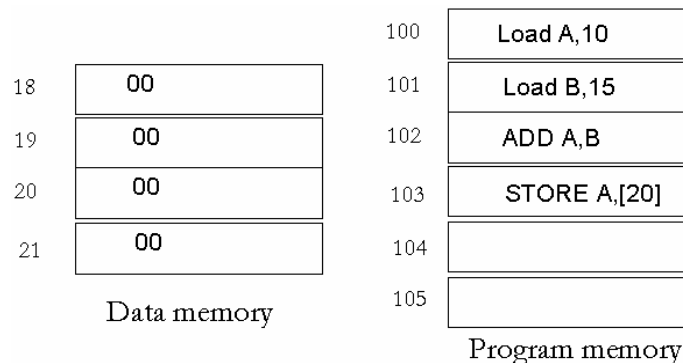 18 00
19 00
20 00
21 00
Data memory
100 Load A,10
101 Load B,15
102 ADD A,B
103 STORE A,[20]
104
105
Program memory